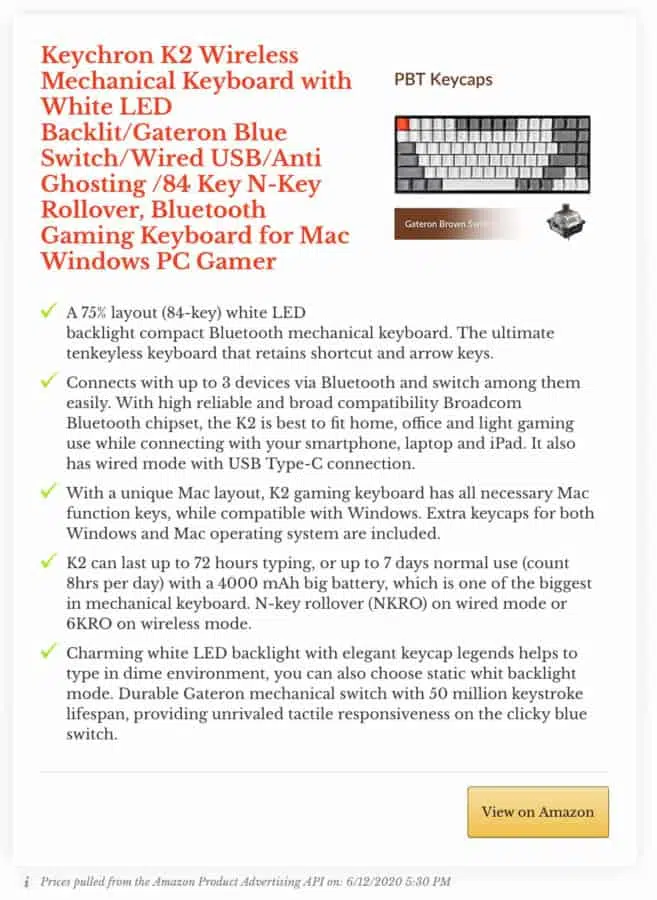 Keychron K2 Wireless
Mechanical Keyboard with
White LED
Backlit/Gateron Blue
Switch/Wired USB/Anti
Ghosting /84 Key N-Key
Rollover, Bluetooth
Gaming Keyboard for Mac
Windows PC Gamer
PBT Keycaps
Gateron Brown Switch
A 75% layout (84-key) white LED
backlight compact Bluetooth mechanical keyboard. The ultimate
tenkeyless keyboard that retains shortcut and arrow keys.
Connects with up to 3 devices via Bluetooth and switch among them
easily. With high reliable and broad compatibility Broadcom
Bluetooth chipset, the K2 is best to fit home, office and light gaming
use while connecting with your smartphone, laptop and iPad. It also
has wired mode with USB Type-C connection.
With a unique Mac layout, K2 gaming keyboard has all necessary Mac
function keys, while compatible with Windows. Extra keycaps for both
Windows and Mac operating system are included.
K2 can last up to 72 hours typing, or up to 7 days normal use (count
8hrs per day) with a 4000 mAh big battery, which is one of the biggest
in mechanical keyboard. N-key rollover (NKRO) on wired mode or
6KRO on wireless mode.
Charming white LED backlight with elegant keycap legends helps to
type in dime environment, you can also choose static whit backlight
mode. Durable Gateron mechanical switch with 50 million keystroke
lifespan, providing unrivaled tactile responsiveness on the clicky blue
switch.
View on Amazon
i Prices pulled from the Amazon Product Advertising API on: 6/12/2020 5:30 PM